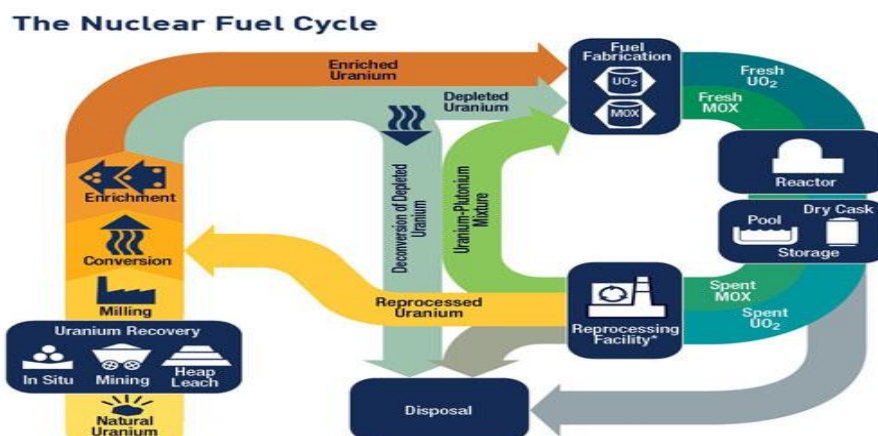 The Nuclear Fuel Cycle
Enriched
Uranium
Depleted
Uranium
Fuel
Fabrication
UO₂
MOX
Fresh
UO₂
Fresh
MOX
Reactor
Pool
Dry Cask
Storage
Enrichment
Conversion
Milling
Uranium Recovery
In Situ
Mining
Heap
Leach
Natural
Uranium
Deconversion of Depleted
Uranium
Uranium-Plutonium
Mixture
Reprocessed
Uranium
Reprocessing
Facility*
Spent
MOX
Spent
UO₂
Disposal